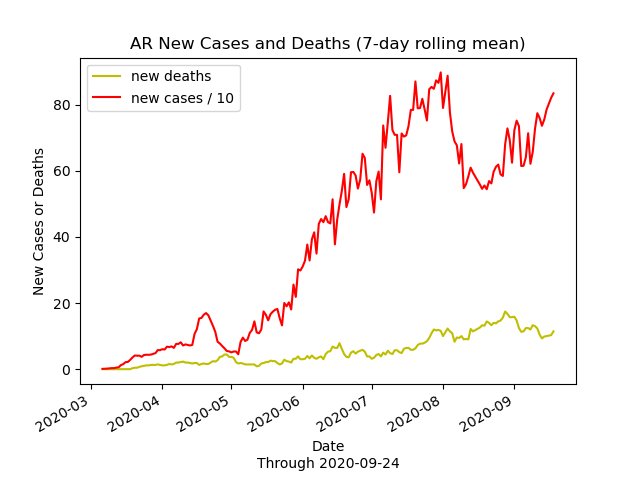 AR New Cases and Deaths (7-day rolling mean)
new deaths
new cases / 10
80
60
40
20
0
New Cases or Deaths
2020-03
2020-04
2020-05
2020-06
2020-07
2020-08
2020-09
Date
Through 2020-09-24